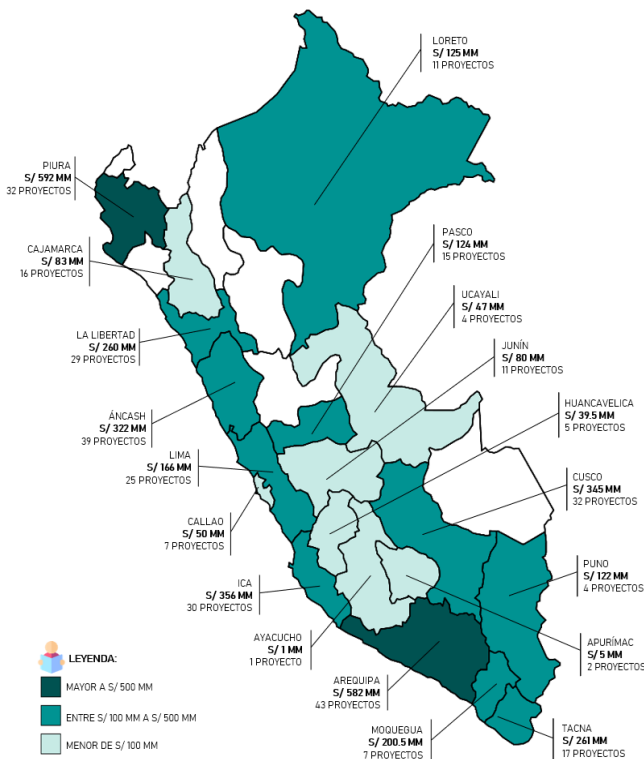 LORETO
S/ 125 MM
11 PROYECTOS
PIURA
S/ 592 MM
32 PROYECTOS
PASCO
S/ 124 MM
15 PROYECTOS
CAJAMARCA
S/ 83 MM
16 PROYECTOS
UCAYALI
S/ 47 MM
4 PROYECTOS
LA LIBERTAD
S/ 260 MM
29 PROYECTOS
JUNÍN
S/ 80 MM
11 PROYECTOS
ÁNCASH
S/ 322 MM
39 PROYECTOS
HUANCAVELICA
S/ 39.5 MM
5 PROYECTOS
LIMA
S/ 166 MM
25 PROYECTOS
CUSCO
S/ 345 MM
32 PROYECTOS
CALLAO
S/ 50 MM
7 PROYECTOS
PUNO
S/ 122 MM
4 PROYECTOS
ICA
S/ 356 MM
30 PROYECTOS
AYACUCHO
S/ 1 MM
1 PROYECTO
APURÍMAC
S/ 5 MM
2 PROYECTOS
AREQUIPA
S/ 582 MM
43 PROYECTOS
MOQUEGUA
S/ 200.5 MM
7 PROYECTOS
TACNA
S/ 261 MM
17 PROYECTOS
LEYENDA:
MAYOR A S/ 500 MM
ENTRE S/ 100 MM A S/ 500 MM
MENOR DE S/ 100 MM